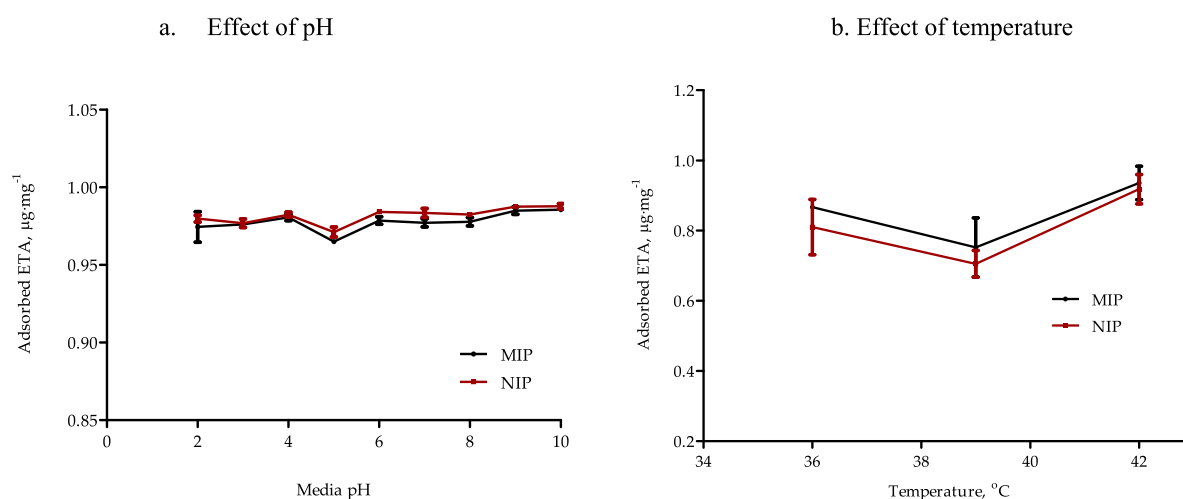 a. Effect of pH
1.05
1.00
0.95
0.90
0.85
Adsorbed ETA, µg·mg⁻¹
0 2 4 6 8 10
Media pH
MIP
NIP
b. Effect of temperature
1.2
1.0
0.8
0.6
0.4
0.2
Adsorbed ETA, µg·mg⁻¹
34 36 38 40 42
Temperature, °C
MIP
NIP